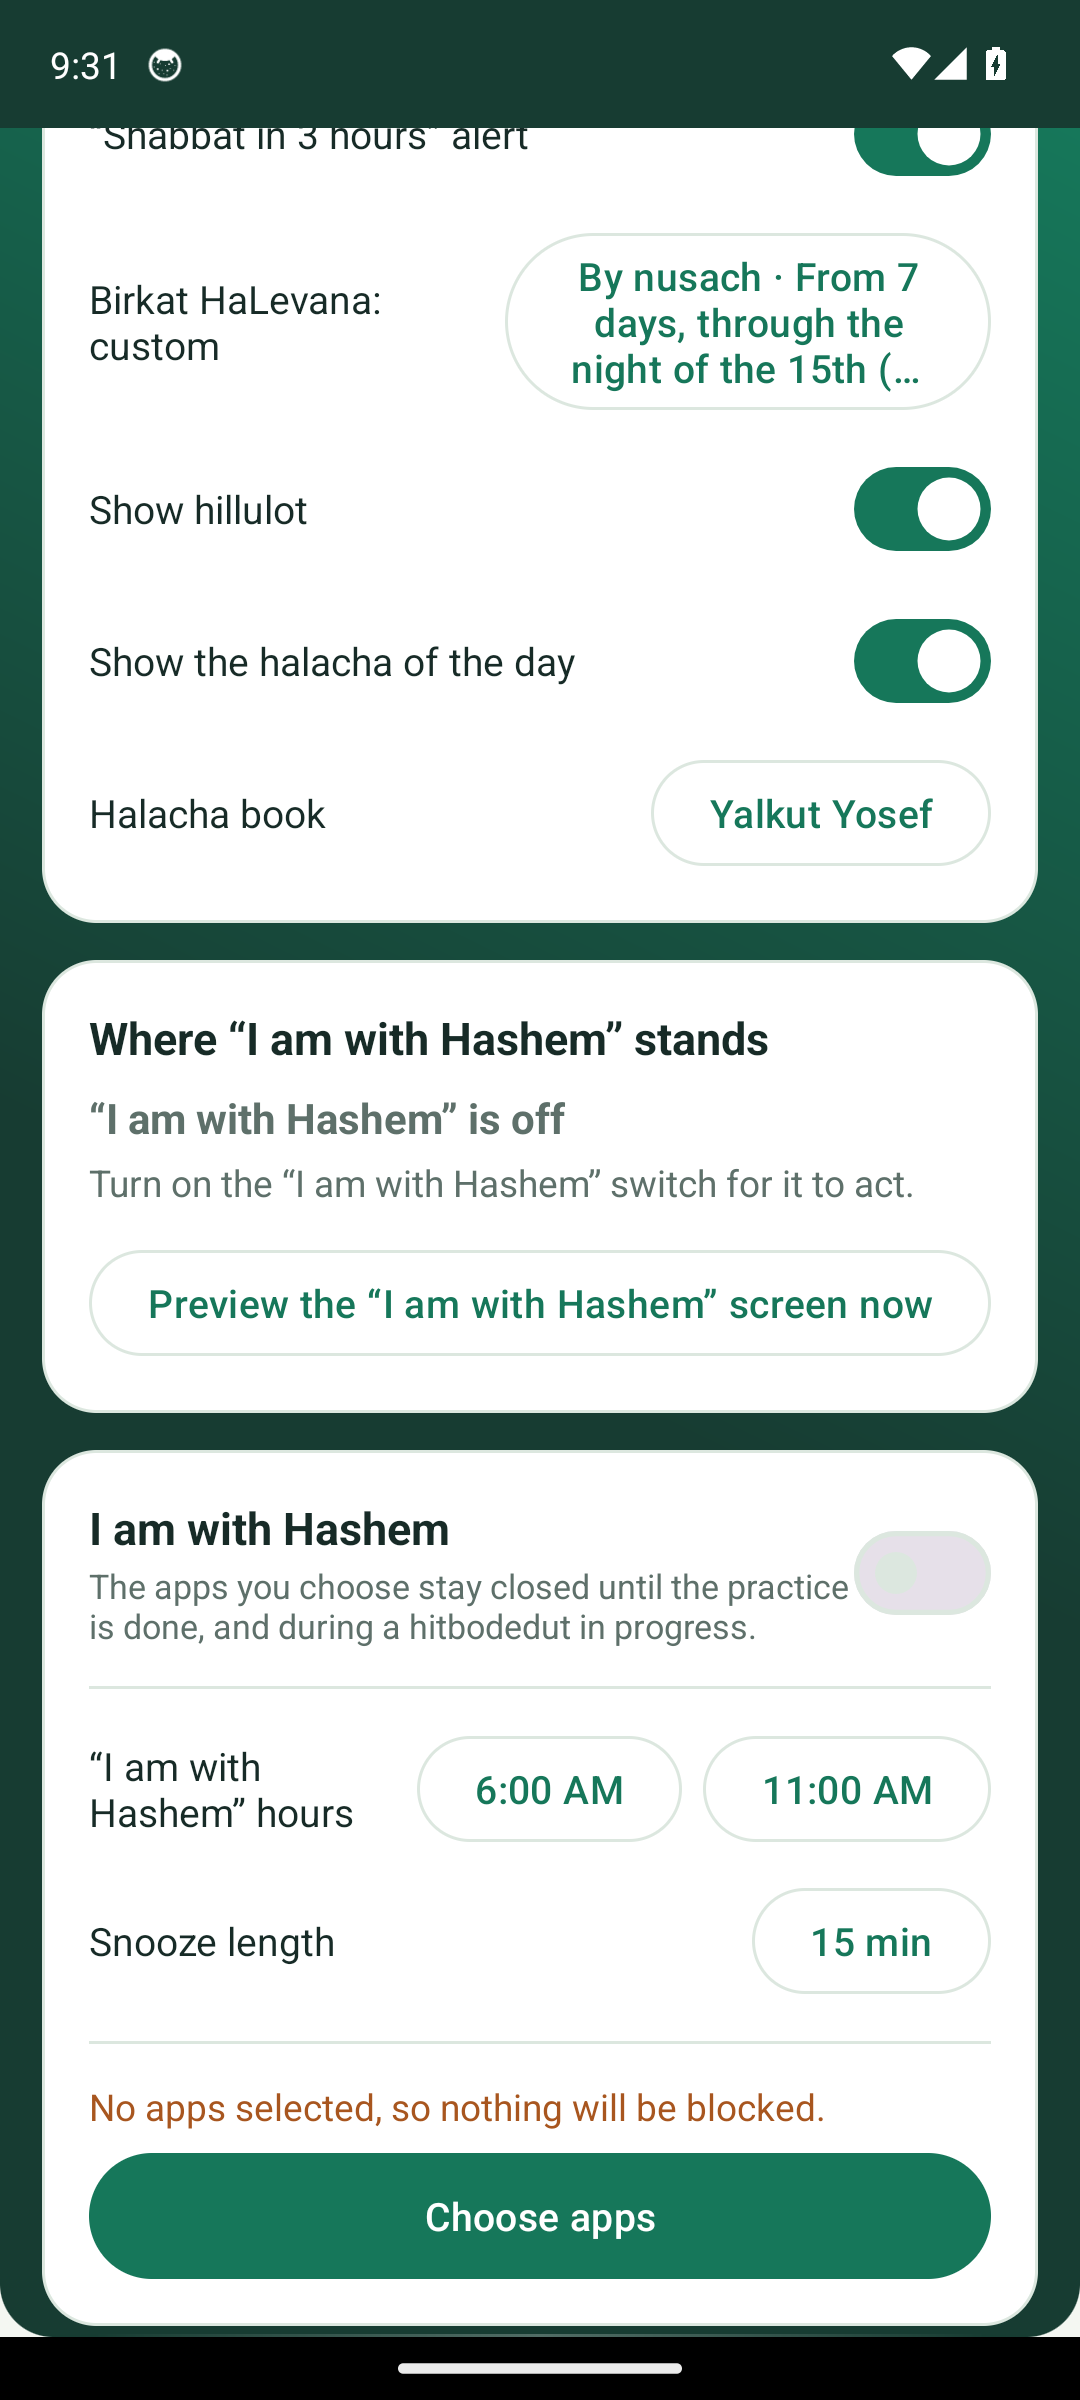 9:31
"Shabbat in 3 hours" alert
Birkat HaLevana:
custom
By nusach · From 7
days, through the
night of the 15th (…
Show hillulot
Show the halacha of the day
Halacha book
Yalkut Yosef
Where “I am with Hashem” stands
“I am with Hashem” is off
Turn on the “I am with Hashem” switch for it to act.
Preview the “I am with Hashem” screen now
I am with Hashem
The apps you choose stay closed until the practice
is done, and during a hitbodedut in progress.
“I am with
Hashem” hours
6:00 AM
11:00 AM
Snooze length
15 min
No apps selected, so nothing will be blocked.
Choose apps